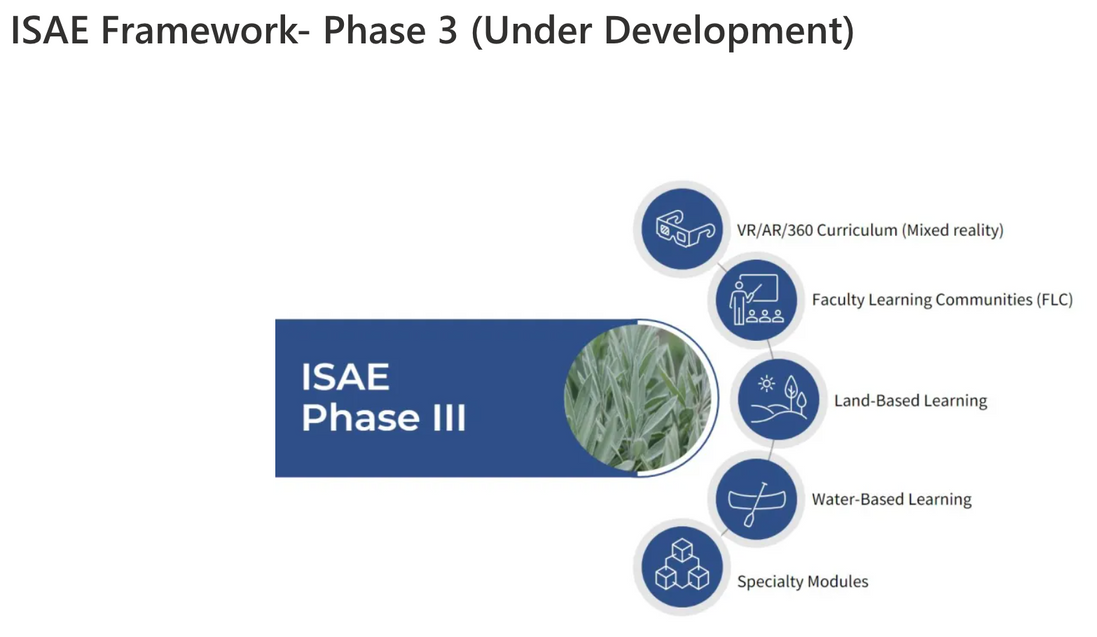 ISAE Framework- Phase 3 (Under Development)
VR/AR/360 Curriculum (Mixed reality)
Faculty Learning Communities (FLC)
ISAE
Phase III
Land-Based Learning
Water-Based Learning
Specialty Modules